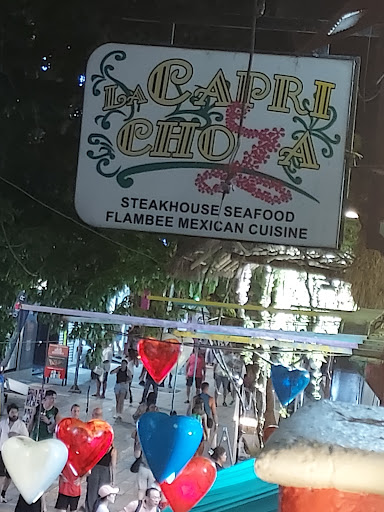 LA CAPRI
CHOZA
STEAKHOUSE SEAFOOD
FLAMBEE MEXICAN CUISINE